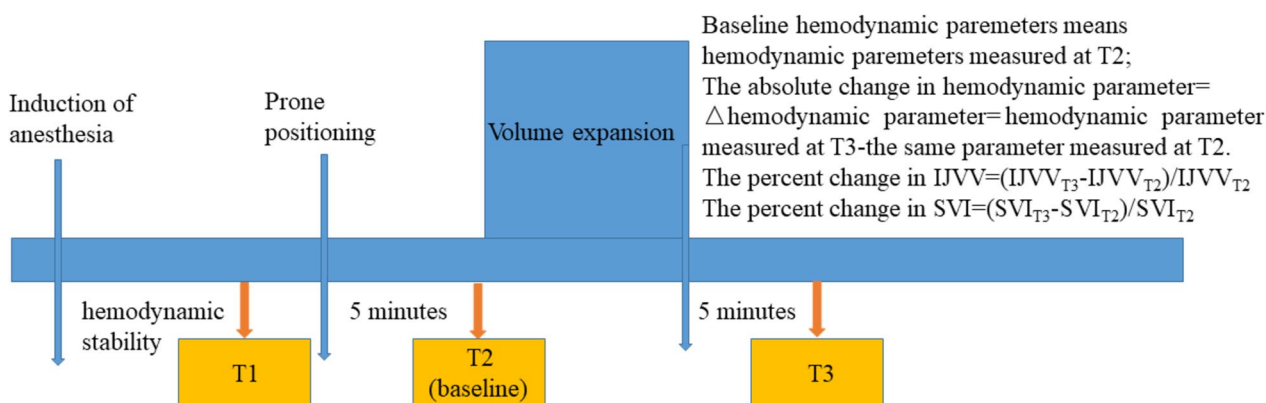 Induction of
anesthesia
Prone
positioning
Volume expansion
Baseline hemodynamic paremeters means
hemodynamic paremeters measured at T2;
The absolute change in hemodynamic parameter=
△hemodynamic parameter=hemodynamic parameter
measured at T3-the same parameter measured at T2.
The percent change in IJVV=(IJVVT3-IJVVT2)/IJVVT2
The percent change in SVI=(SVIT3-SVIT2)/SVIT2
hemodynamic
stability
5 minutes
5 minutes
T1
T2
(baseline)
T3